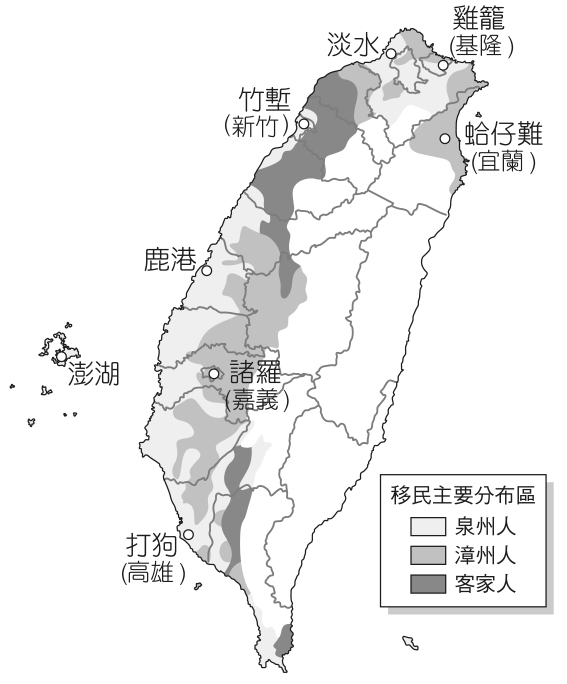 雞籠
(基隆)
淡水
竹塹
(新竹)
蛤仔難
(宜蘭)
鹿港
澎湖
諸羅
(嘉義)
打狗
(高雄)
移民主要分布區
泉州人
漳州人
客家人